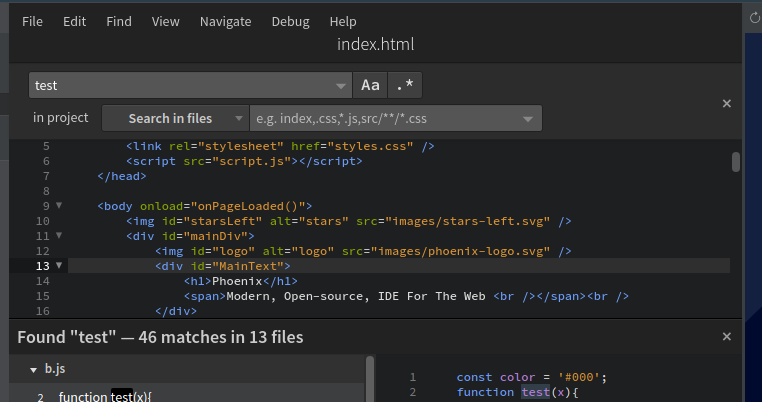 File Edit Find View Navigate Debug Help
index.html
test Aa .*
in project Search in files e.g. index,.css,*.js,src/**/*.css ×
5 <link rel="stylesheet" href="styles.css" />
6 <script src="script.js"></script>
7 </head>
8
9 <body onload="onPageLoaded()">
10 <img id="starsLeft" alt="stars" src="images/stars-left.svg" />
11 <div id="mainDiv">
12 <img id="logo" alt="logo" src="images/phoenix-logo.svg" />
13 <div id="MainText">
14 <h1>Phoenix</h1>
15 <span>Modern, Open-source, IDE For The Web <br /></span><br />
16 </div>
Found "test" — 46 matches in 13 files ×
b.js
2 function test(x){
1 const color = '#000';
2 function test(x){